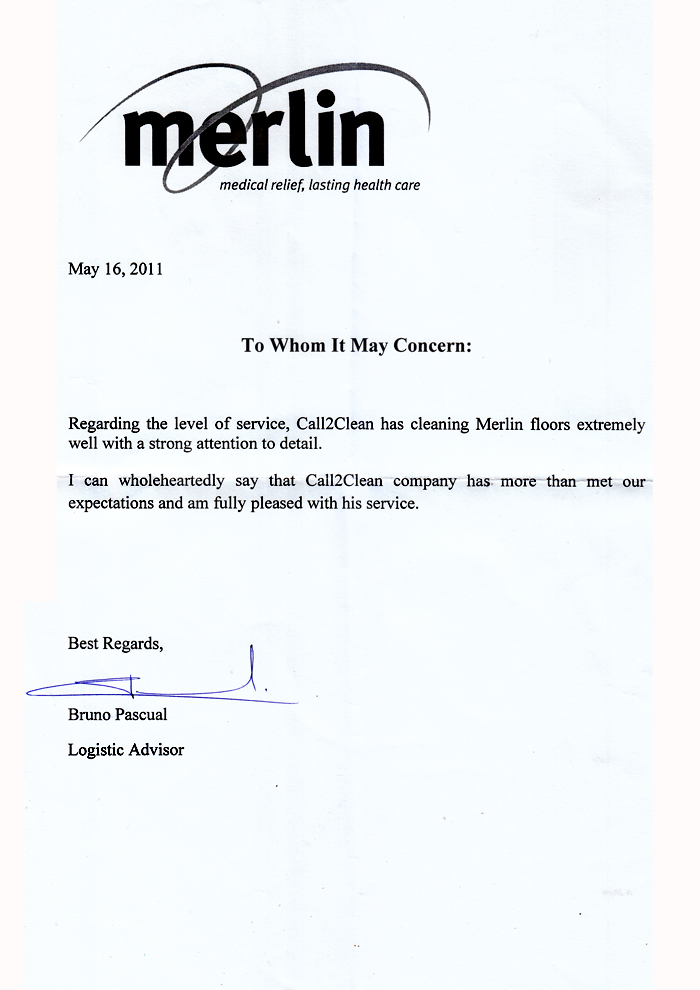 merlin
medical relief, lasting health care
May 16, 2011
To Whom It May Concern:
Regarding the level of service, Call2Clean has cleaning Merlin floors extremely
well with a strong attention to detail.
I can wholeheartedly say that Call2Clean company has more than met our
expectations and am fully pleased with his service.
Best Regards,
Bruno Pascual
Logistic Advisor